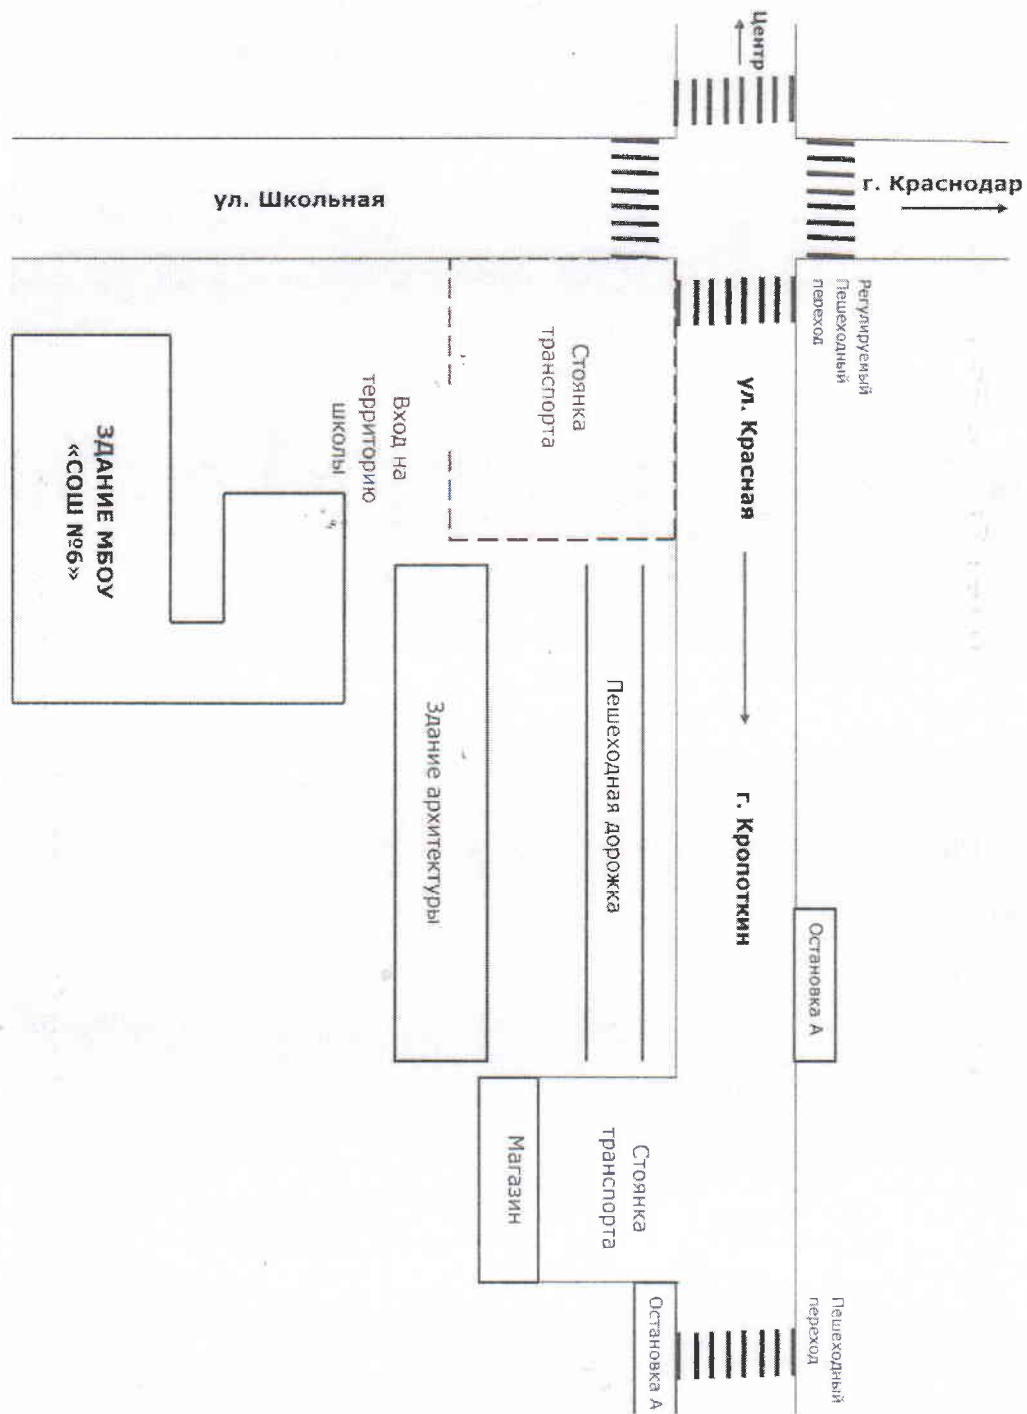 Центр
г. Краснодар
ул. Школьная
Регулируемый
Пешеходный
переход
Стоянка
транспорта
ул. Красная
Вход на
территорию
школы
ЗДАНИЕ МБОУ
«СОШ №6»
Пешеходная дорожка
Здание архитектуры
г. Кропоткин
Остановка А
Стоянка
транспорта
Магазин
Остановка А
Пешеходный
переход